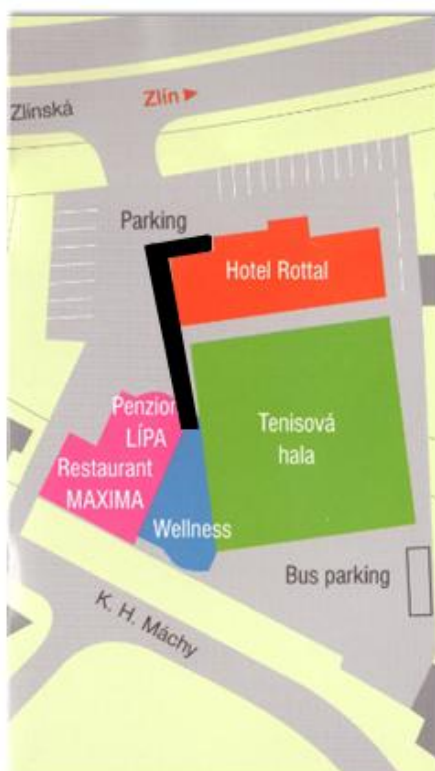 Zlínská
Zlín
Parking
Hotel Rottal
Penzion
LÍPA
Restaurant
MAXIMA
Tenisová
hala
Wellness
Bus parking
K. H. Máchy